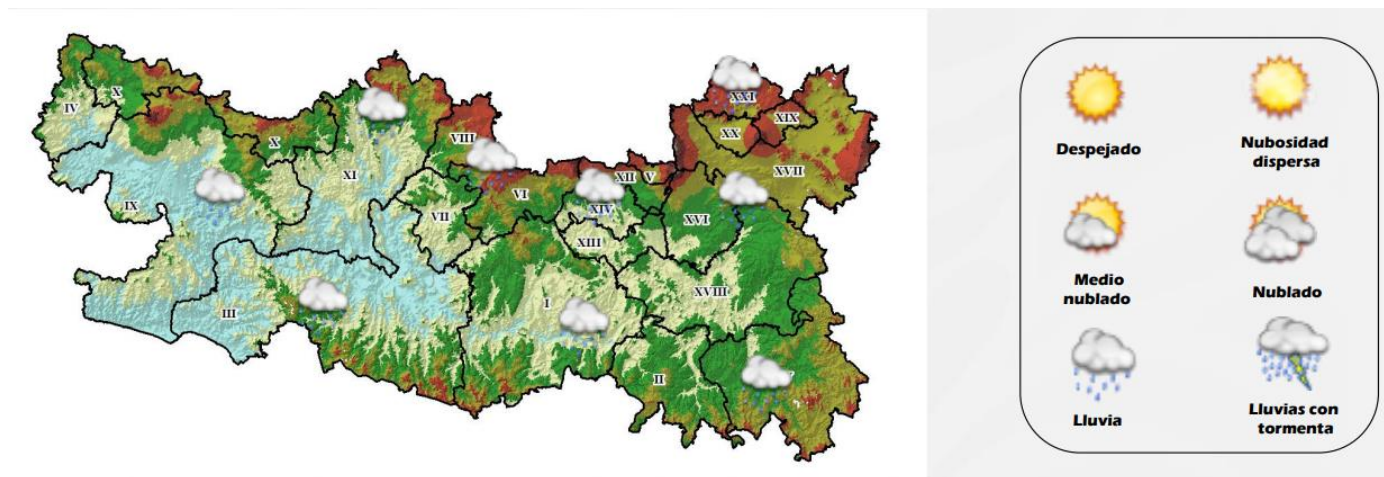 IV
X
X
VIII
XI
IX
VII
VI
III
I
XII
V
XIV
XIII
XVI
XVIII
II
XXI
XX
XIX
XVII
Despejado
Nubosidad
dispersa
Medio
nublado
Nublado
Lluvia
Lluvias con
tormenta